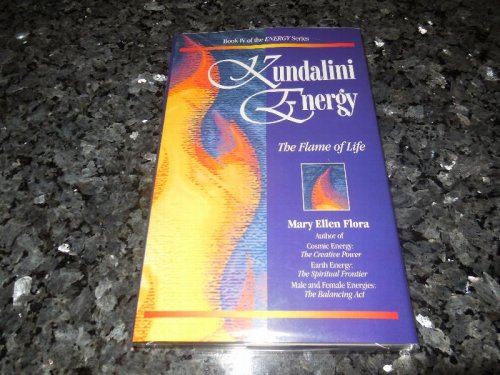 Book IV of the ENERGY Series
Kundalini
Energy
The Flame of Life
Mary Ellen Flora
Author of
Cosmic Energy:
The Creative Power
Earth Energy:
The Spiritual Frontier
Male and Female Energies:
The Balancing Act